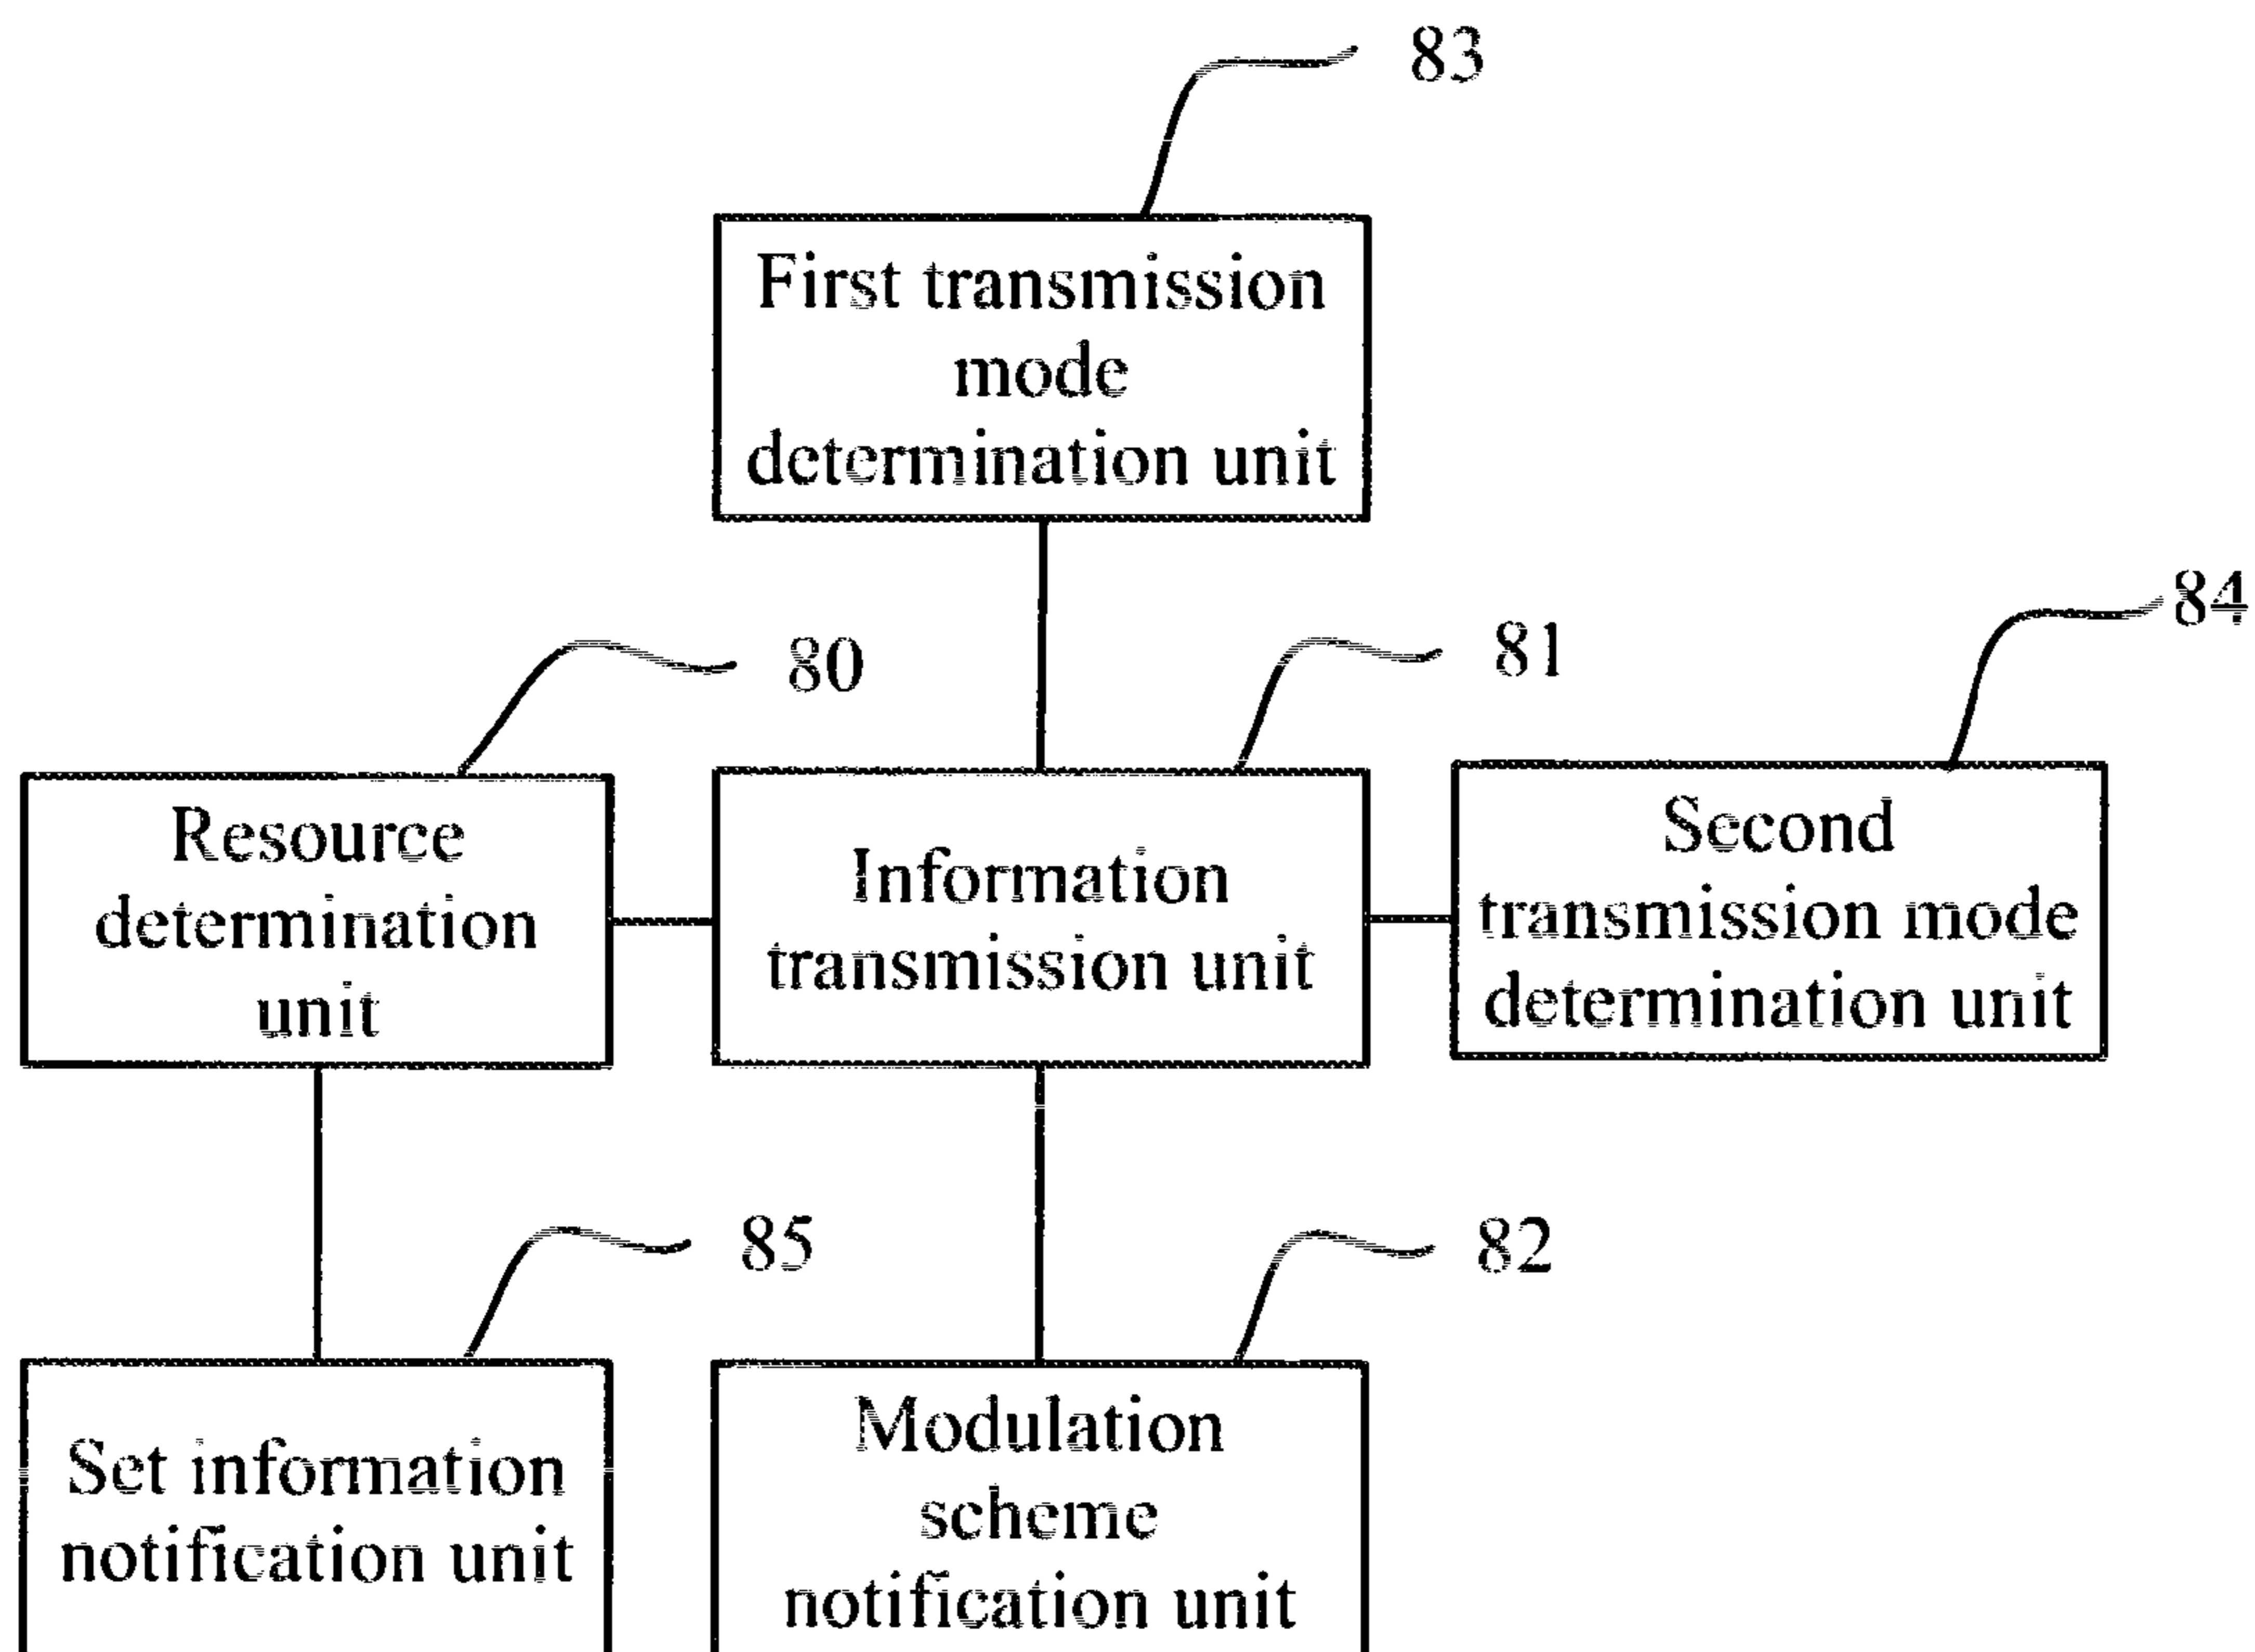 83
First transmission
mode
determination unit
84
80
81
Resource
determination
unit
Information
transmission unit
Second
transmission mode
determination unit
85
82
Set information
notification unit
Modulation
scheme
notification unit